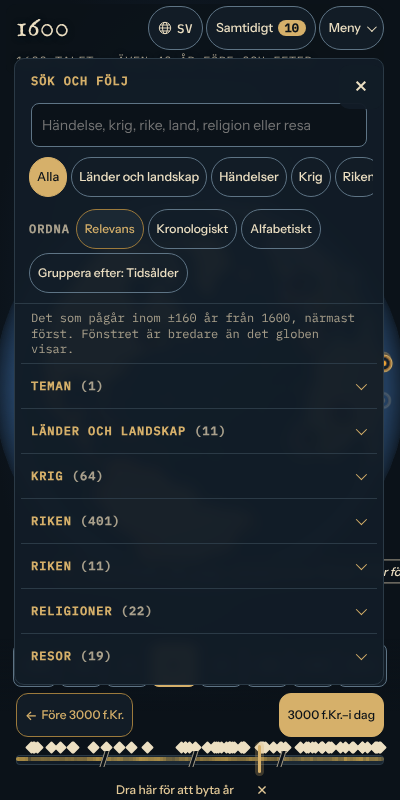 1600
SV
Samtidigt 10
Meny
SÖK OCH FÖLJ
×
Händelse, krig, rike, land, religion eller resa
Alla
Länder och landskap
Händelser
Krig
Riken
ORDNA
Relevans
Kronologiskt
Alfabetiskt
Gruppera efter: Tidsålder
Det som pågår inom ±160 år från 1600, närmast
först. Fönstret är bredare än det globen
visar.
TEMAN (1)
LÄNDER OCH LANDSKAP (11)
KRIG (64)
RIKEN (401)
RIKEN (11)
RELIGIONER (22)
RESOR (19)
← Före 3000 f.Kr.
3000 f.Kr.–i dag
Dra här för att byta år
×